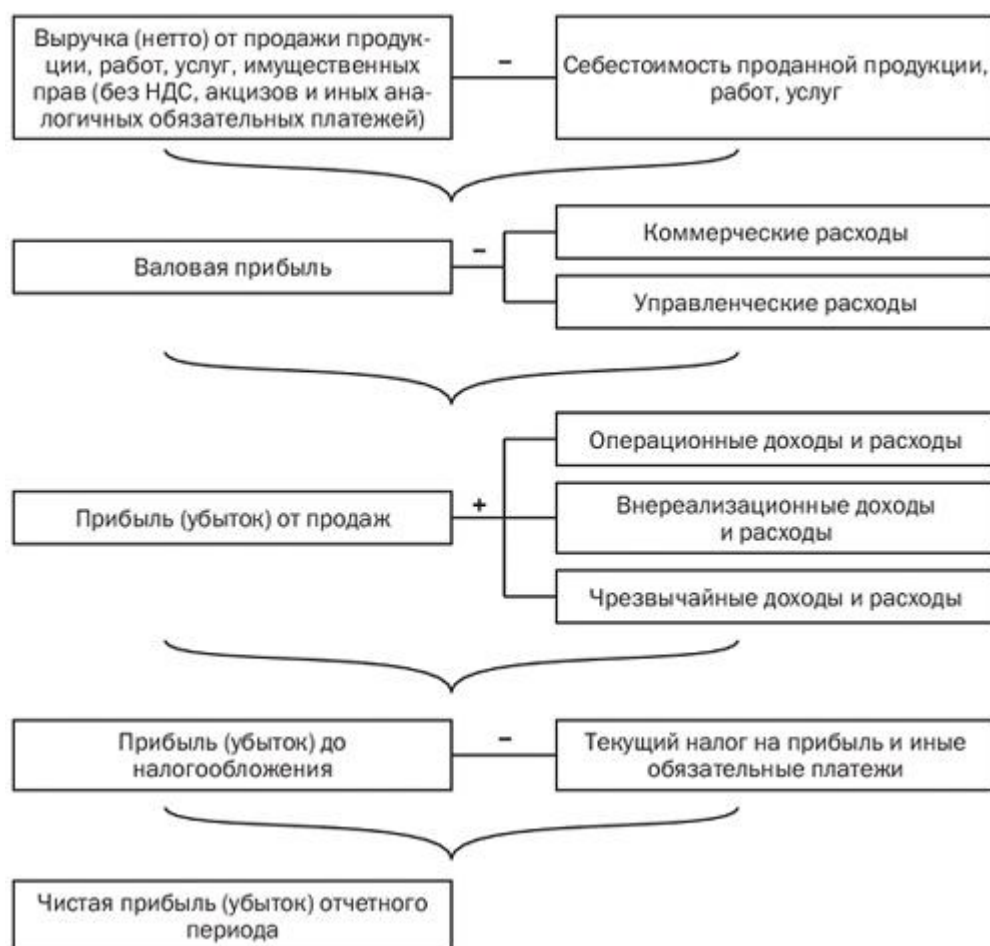 Выручка (нетто) от продажи продук-
ции, работ, услуг, имущественных
прав (без НДС, акцизов и иных ана-
логичных обязательных платежей)
–
Себестоимость проданной продукции,
работ, услуг
Валовая прибыль
–
Коммерческие расходы
Управленческие расходы
Прибыль (убыток) от продаж
+
Операционные доходы и расходы
Внереализационные доходы
и расходы
Чрезвычайные доходы и расходы
Прибыль (убыток) до
налогообложения
–
Текущий налог на прибыль и иные
обязательные платежи
Чистая прибыль (убыток) отчетного
периода